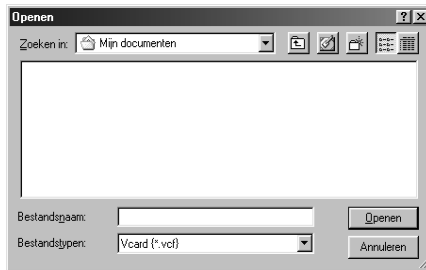 Openen
Zoeken in: Mijn documenten
Bestandsnaam:
Openen
Bestandstypen: Vcard (*.vcf)
Annuleren